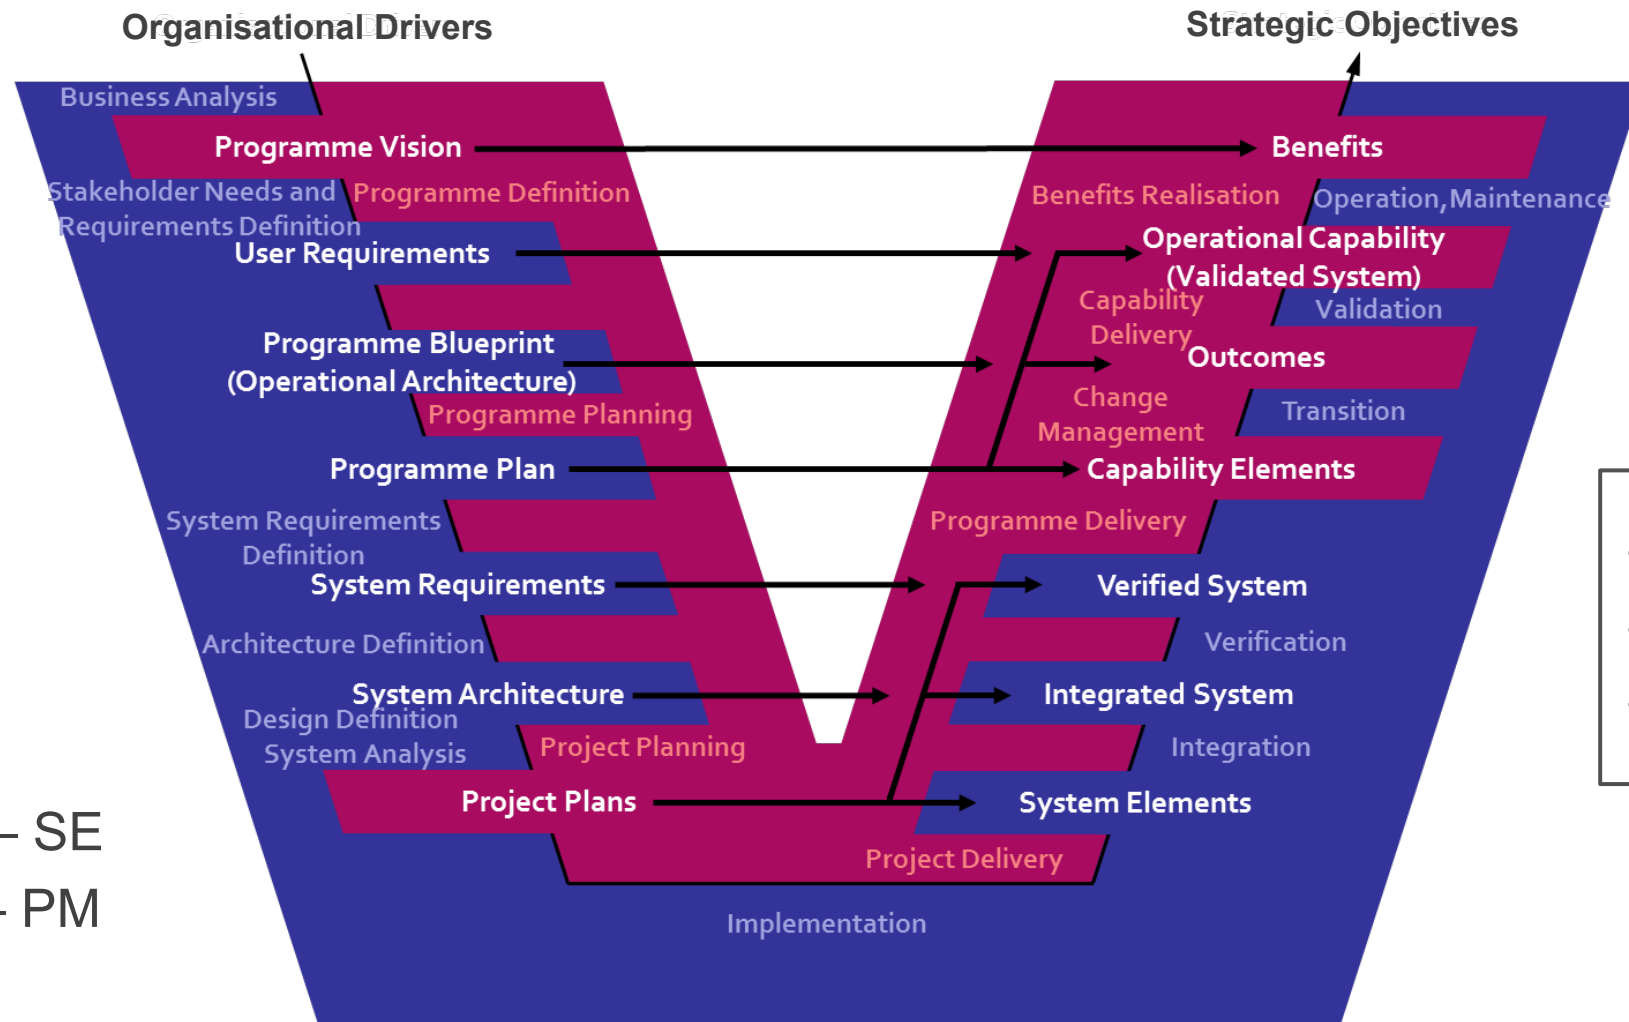 Organisational Drivers
Strategic Objectives
Business Analysis
Programme Vision
Benefits
Stakeholder Needs and
Requirements Definition
Programme Definition
Benefits Realisation
Operation, Maintenance
User Requirements
Operational Capability
(Validated System)
Capability
Delivery
Validation
Programme Blueprint
(Operational Architecture)
Outcomes
Programme Planning
Change
Management
Transition
Programme Plan
Capability Elements
System Requirements
Definition
Programme Delivery
System Requirements
Verified System
Architecture Definition
Verification
System Architecture
Integrated System
Design Definition
System Analysis
Project Planning
Integration
Project Plans
System Elements
– SE
Project Delivery
- PM
Implementation